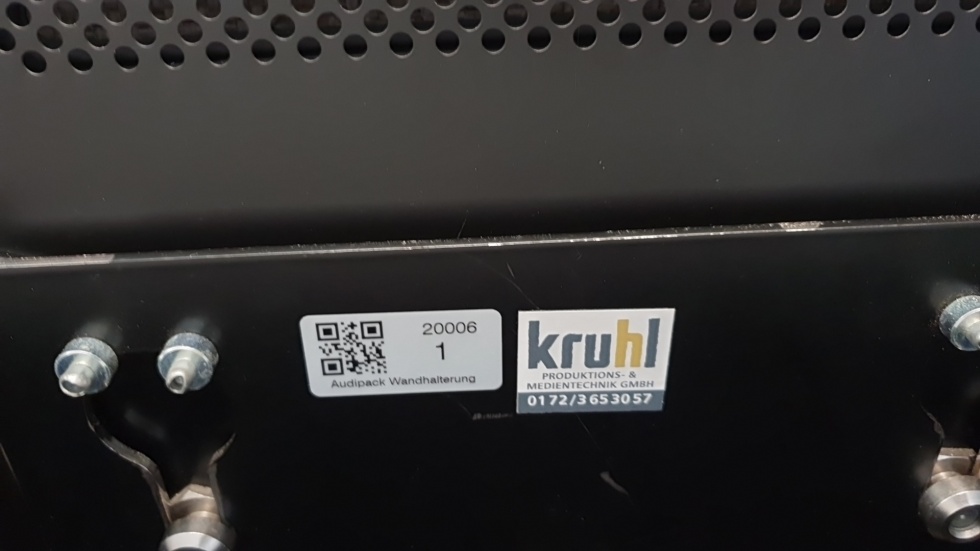 20006
1
Audipack Wandhalterung
kruhl
PRODUKTIONS- &
MEDIENTECHNIK GMBH
0172/3653057